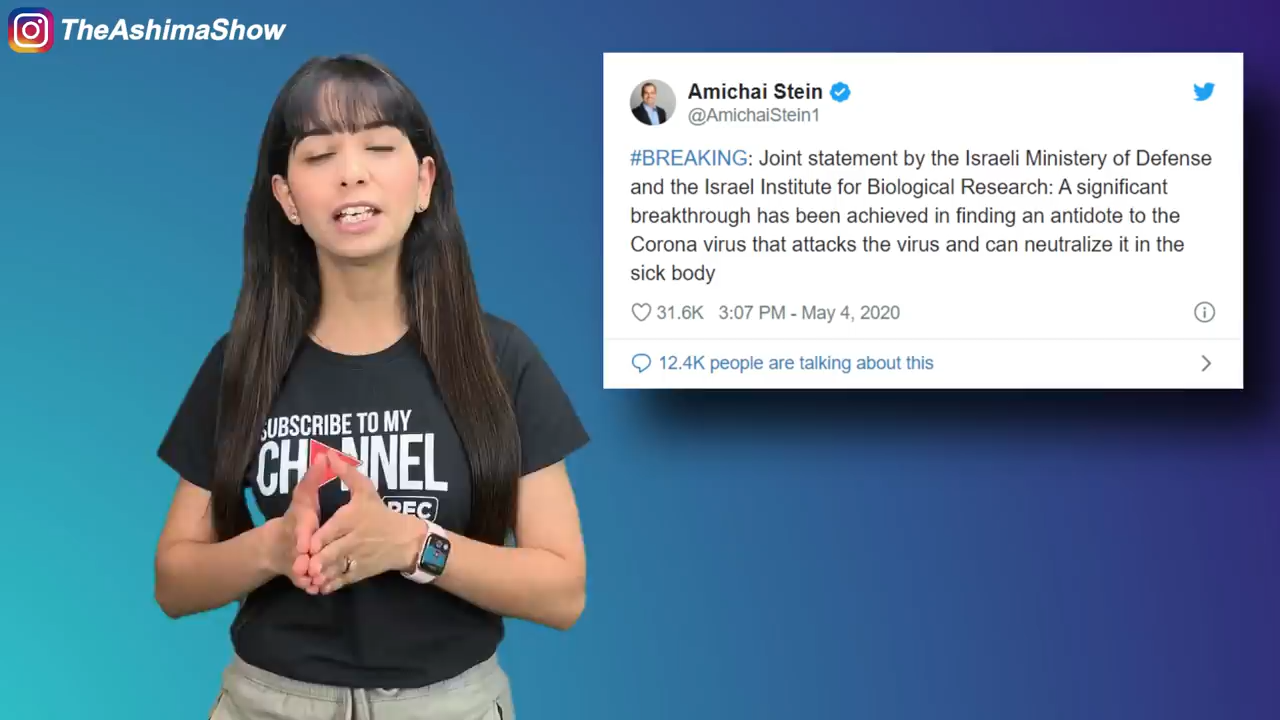 TheAshimaShow
Amichai Stein
@AmichaiStein1
#BREAKING: Joint statement by the Israeli Ministery of Defense
and the Israel Institute for Biological Research: A significant
breakthrough has been achieved in finding an antidote to the
Corona virus that attacks the virus and can neutralize it in the
sick body
31.6K 3:07 PM - May 4, 2020
12.4K people are talking about this
SUBSCRIBE TO MY
CHANNEL
REC